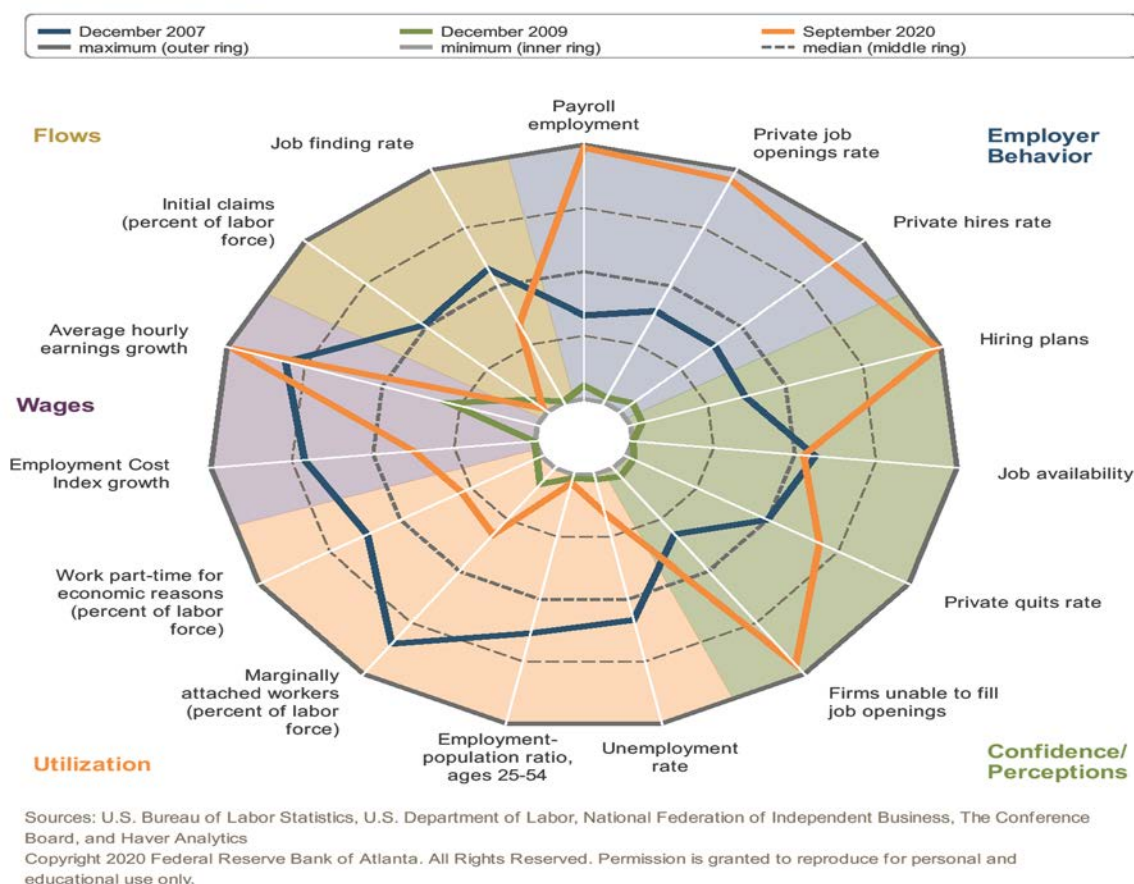 December 2007
December 2009
September 2020
maximum (outer ring)
minimum (inner ring)
median (middle ring)
Payroll
employment
Private job
openings rate
Employer
Behavior
Flows
Job finding rate
Initial claims
(percent of labor
force)
Private hires rate
Average hourly
earnings growth
Hiring plans
Wages
Employment Cost
Index growth
Job availability
Work part-time for
economic reasons
(percent of labor
force)
Private quits rate
Marginally
attached workers
(percent of labor
force)
Firms unable to fill
job openings
Employment-
population ratio,
ages 25-54
Unemployment
rate
Utilization
Confidence/
Perceptions
Sources: U.S. Bureau of Labor Statistics, U.S. Department of Labor, National Federation of Independent Business, The Conference
Board, and Haver Analytics
Copyright 2020 Federal Reserve Bank of Atlanta. All Rights Reserved. Permission is granted to reproduce for personal and
educational use only.